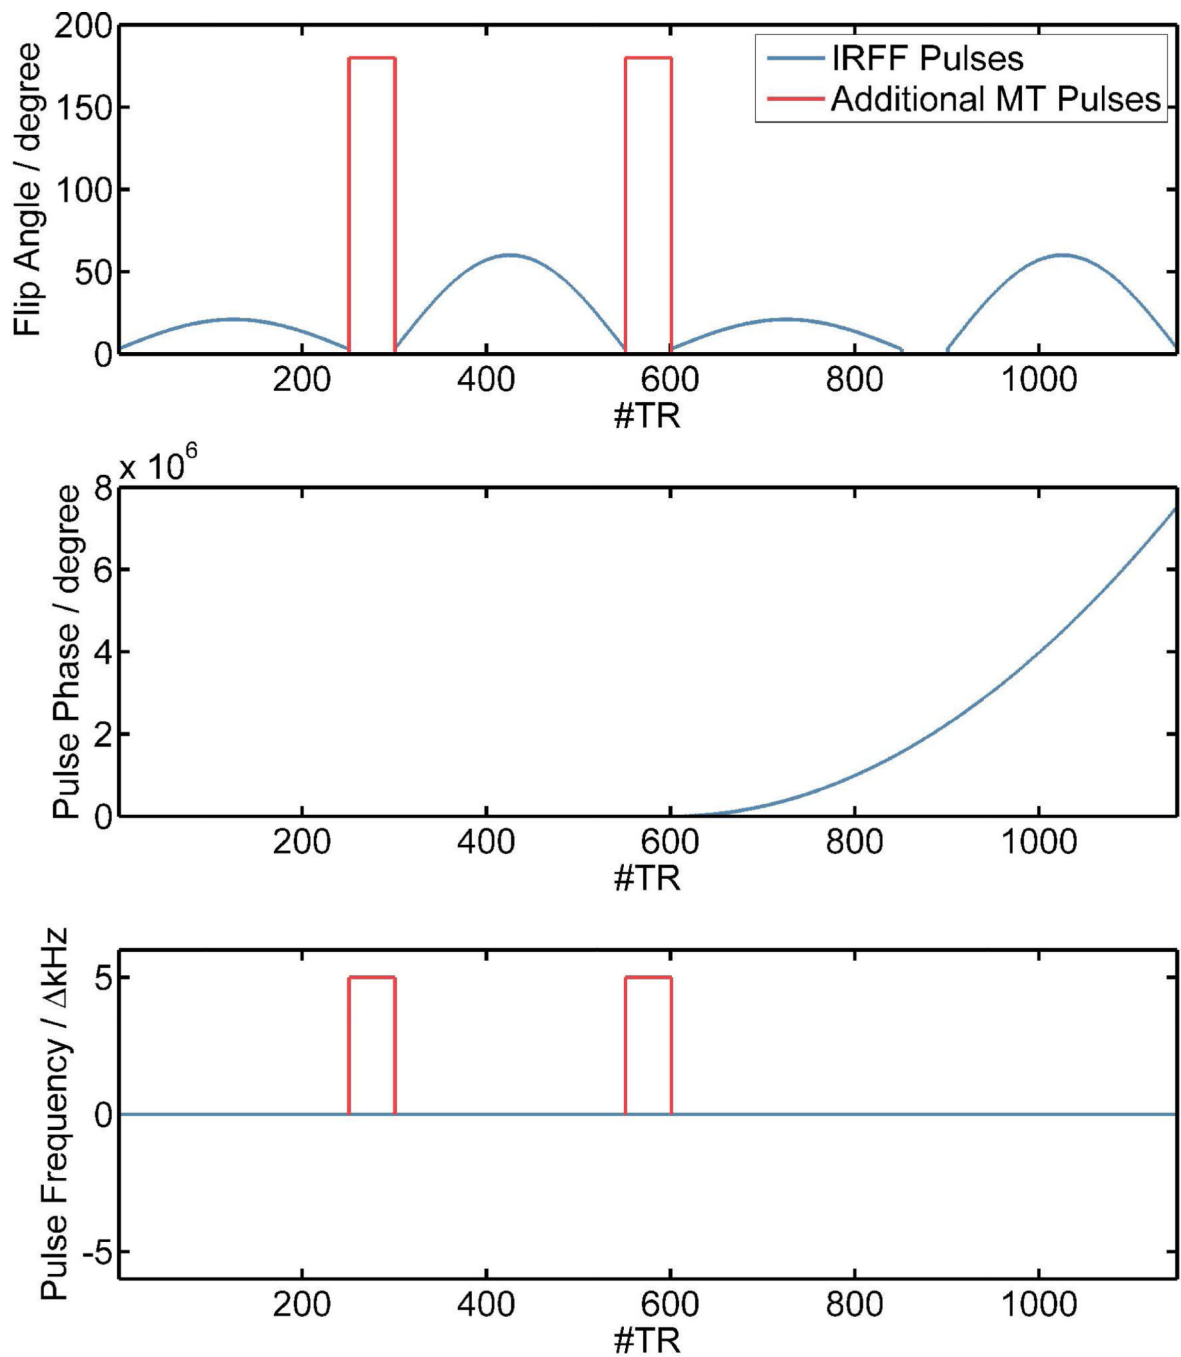 200
150
100
50
0
Flip Angle / degree
IRFF Pulses
Additional MT Pulses
200 400 600 800 1000
#TR
x 10⁶
8
6
4
2
0
Pulse Phase / degree
200 400 600 800 1000
#TR
5
0
-5
Pulse Frequency / ΔkHz
200 400 600 800 1000
#TR